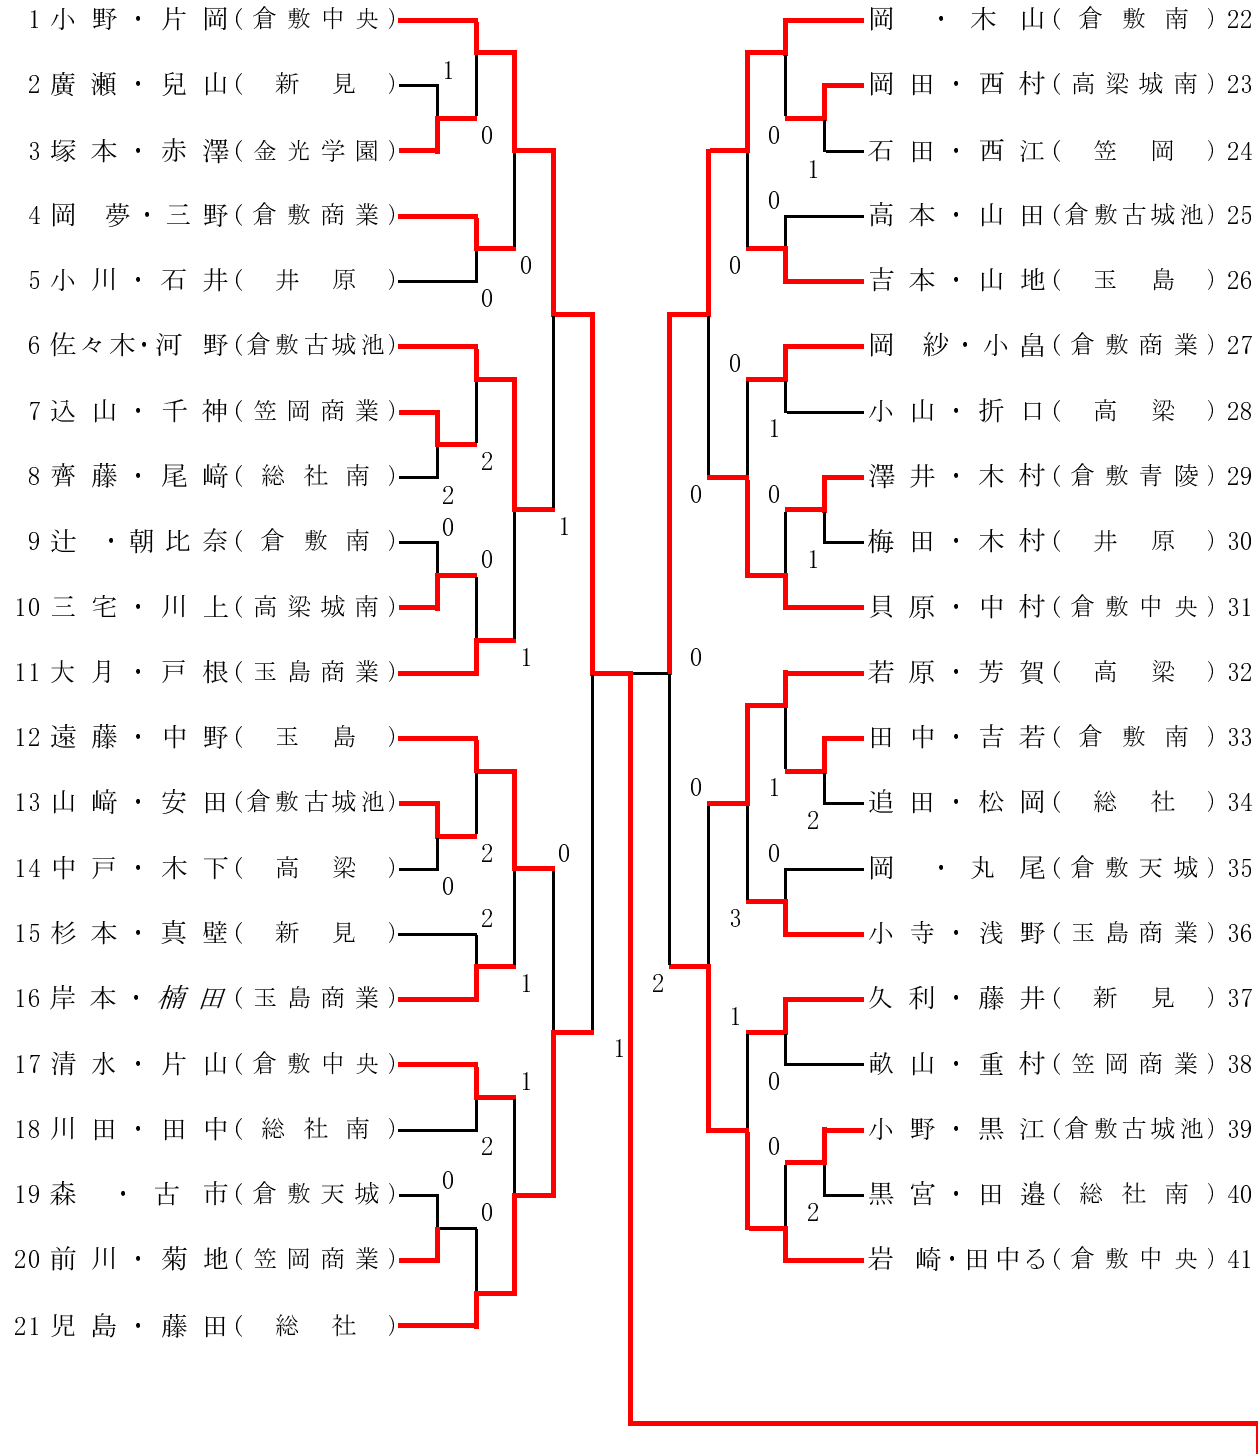 1 小野・片岡(倉敷中央)
2 廣瀬・兒山(新見)
3 塚本・赤澤(金光学園)
4 岡夢・三野(倉敷商業)
5 小川・石井(井原)
6 佐々木・河野(倉敷古城池)
7 込山・千神(笠岡商業)
8 齊藤・尾﨑(総社南)
9 辻・朝比奈(倉敷南)
10 三宅・川上(高梁城南)
11 大月・戸根(玉島商業)
12 遠藤・中野(玉島)
13 山﨑・安田(倉敷古城池)
14 中戸・木下(高梁)
15 杉本・真壁(新見)
16 岸本・楠田(玉島商業)
17 清水・片山(倉敷中央)
18 川田・田中(総社南)
19 森・古市(倉敷天城)
20 前川・菊地(笠岡商業)
21 児島・藤田(総社)
1
0
0
0
2
2
0
0
1
1
2
0
0
2
1
1
2
0
0
1
岡・木山(倉敷南) 22
岡田・西村(高梁城南) 23
石田・西江(笠岡) 24
高本・山田(倉敷古城池) 25
吉本・山地(玉島) 26
岡紗・小畠(倉敷商業) 27
小山・折口(高梁) 28
澤井・木村(倉敷青陵) 29
梅田・木村(井原) 30
貝原・中村(倉敷中央) 31
若原・芳賀(高梁) 32
田中・吉若(倉敷南) 33
追田・松岡(総社) 34
岡・丸尾(倉敷天城) 35
小寺・浅野(玉島商業) 36
久利・藤井(新見) 37
畝山・重村(笠岡商業) 38
小野・黒江(倉敷古城池) 39
黒宮・田邉(総社南) 40
岩崎・田中る(倉敷中央) 41
0
1
0
0
0
1
0
0
1
0
0
1
2
0
3
2
1
0
0
2